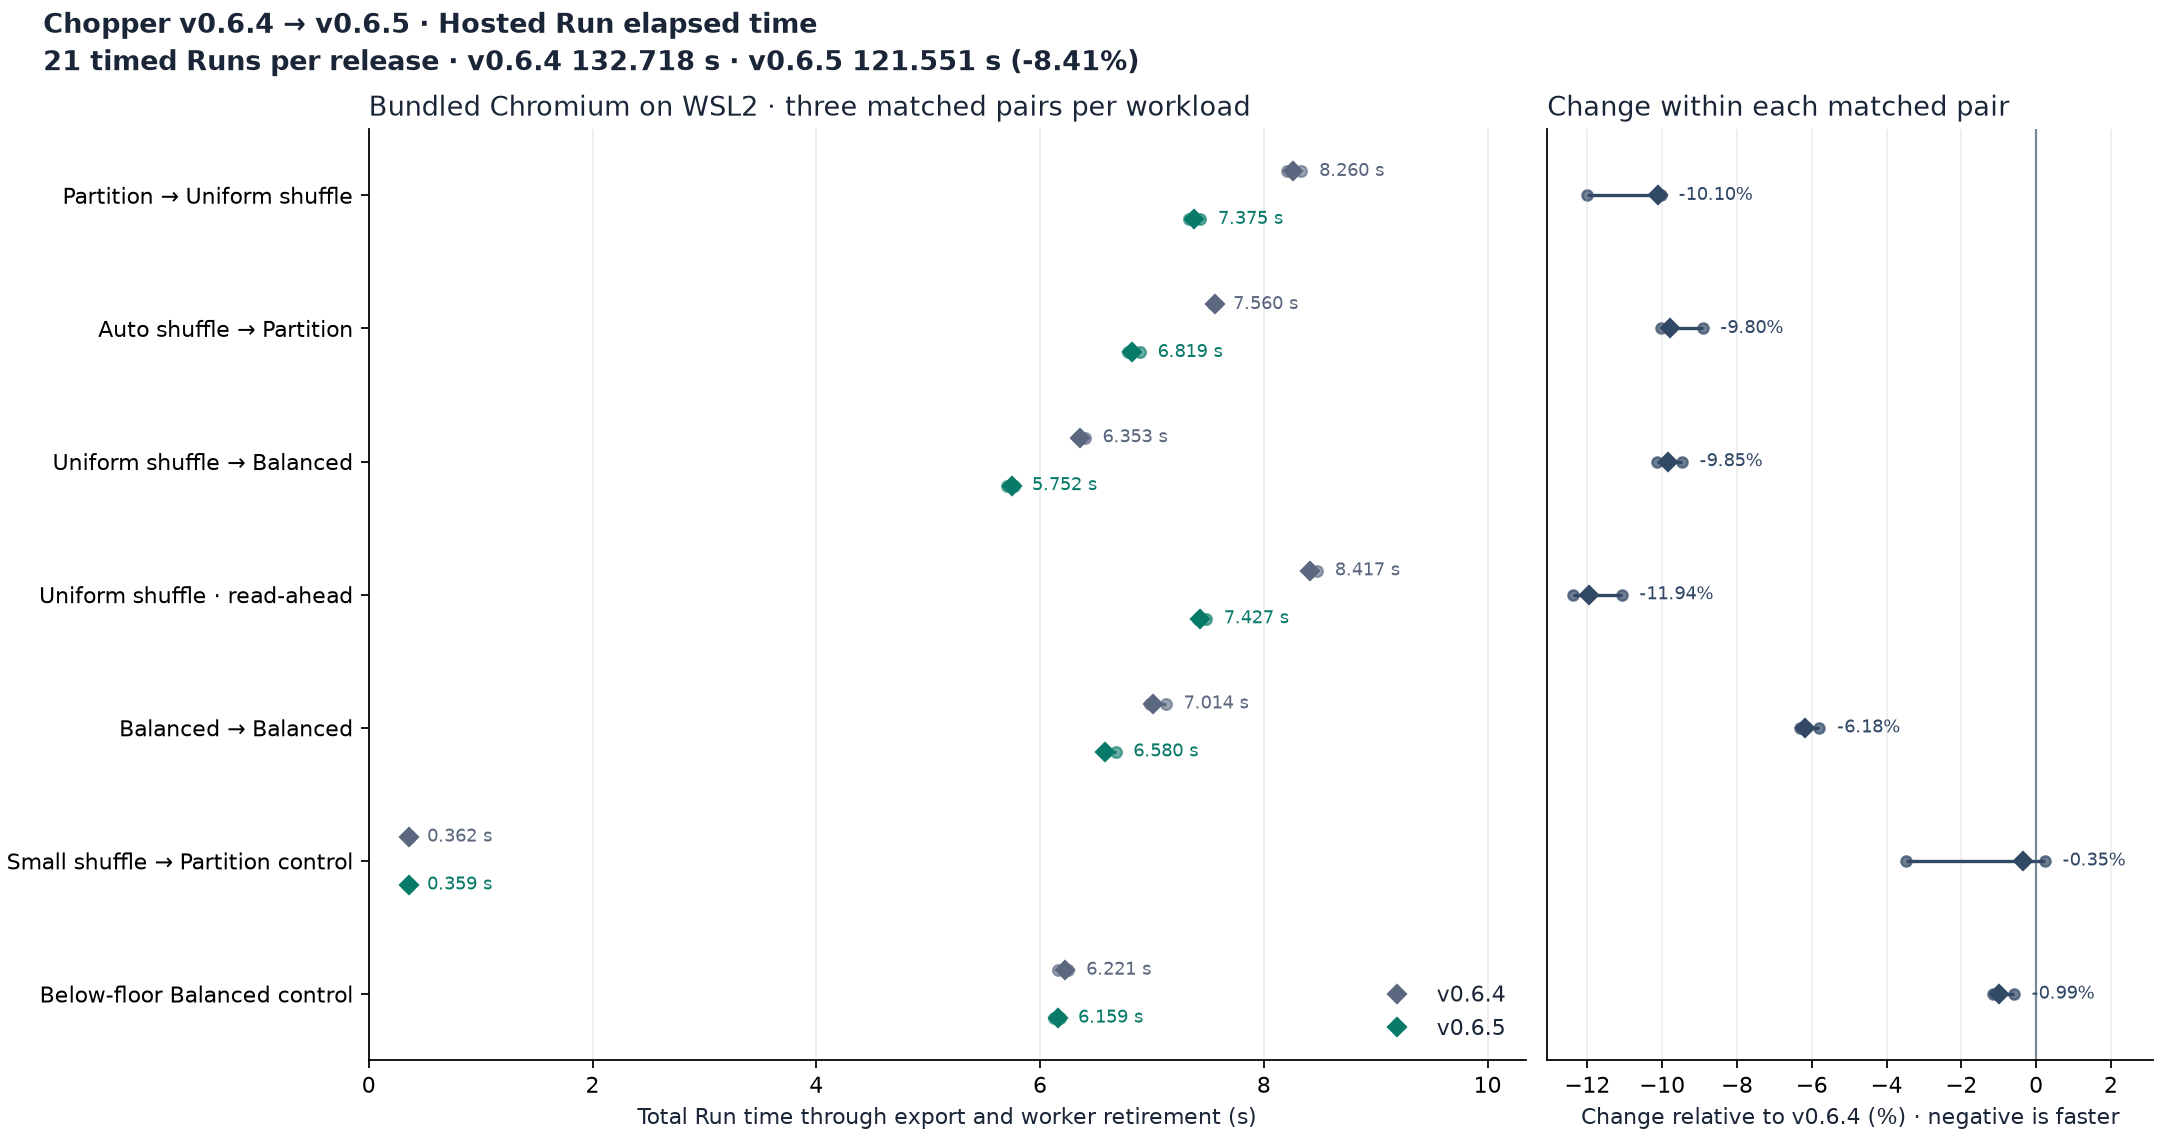 Chopper v0.6.4 → v0.6.5 · Hosted Run elapsed time
21 timed Runs per release · v0.6.4 132.718 s · v0.6.5 121.551 s (-8.41%)
Bundled Chromium on WSL2 · three matched pairs per workload
Partition → Uniform shuffle
8.260 s
7.375 s
Auto shuffle → Partition
7.560 s
6.819 s
Uniform shuffle → Balanced
6.353 s
5.752 s
Uniform shuffle · read-ahead
8.417 s
7.427 s
Balanced → Balanced
7.014 s
6.580 s
Small shuffle → Partition control
0.362 s
0.359 s
Below-floor Balanced control
6.221 s
6.159 s
v0.6.4
v0.6.5
0 2 4 6 8 10
Total Run time through export and worker retirement (s)
Change within each matched pair
-10.10%
-9.80%
-9.85%
-11.94%
-6.18%
-0.35%
-0.99%
−12 −10 −8 −6 −4 −2 0 2
Change relative to v0.6.4 (%) · negative is faster